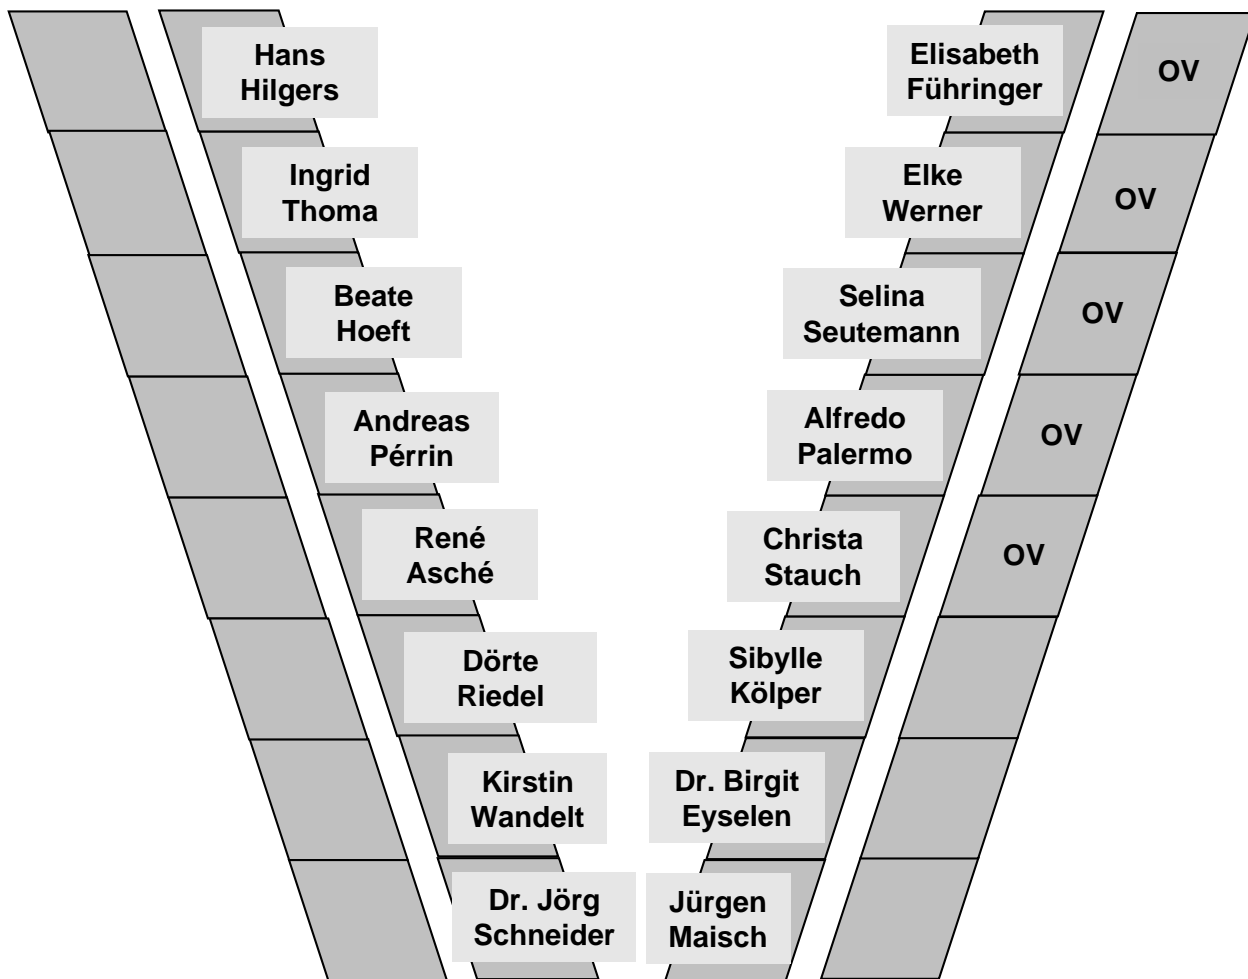 Hans
Hilgers
Elisabeth
Führinger
OV
Ingrid
Thoma
Elke
Werner
OV
Beate
Hoeft
Selina
Seutemann
OV
Andreas
Pérrin
Alfredo
Palermo
OV
René
Asché
Christa
Stauch
OV
Dörte
Riedel
Sibylle
Kölper
Kirstin
Wandelt
Dr. Birgit
Eyselen
Dr. Jörg
Schneider
Jürgen
Maisch